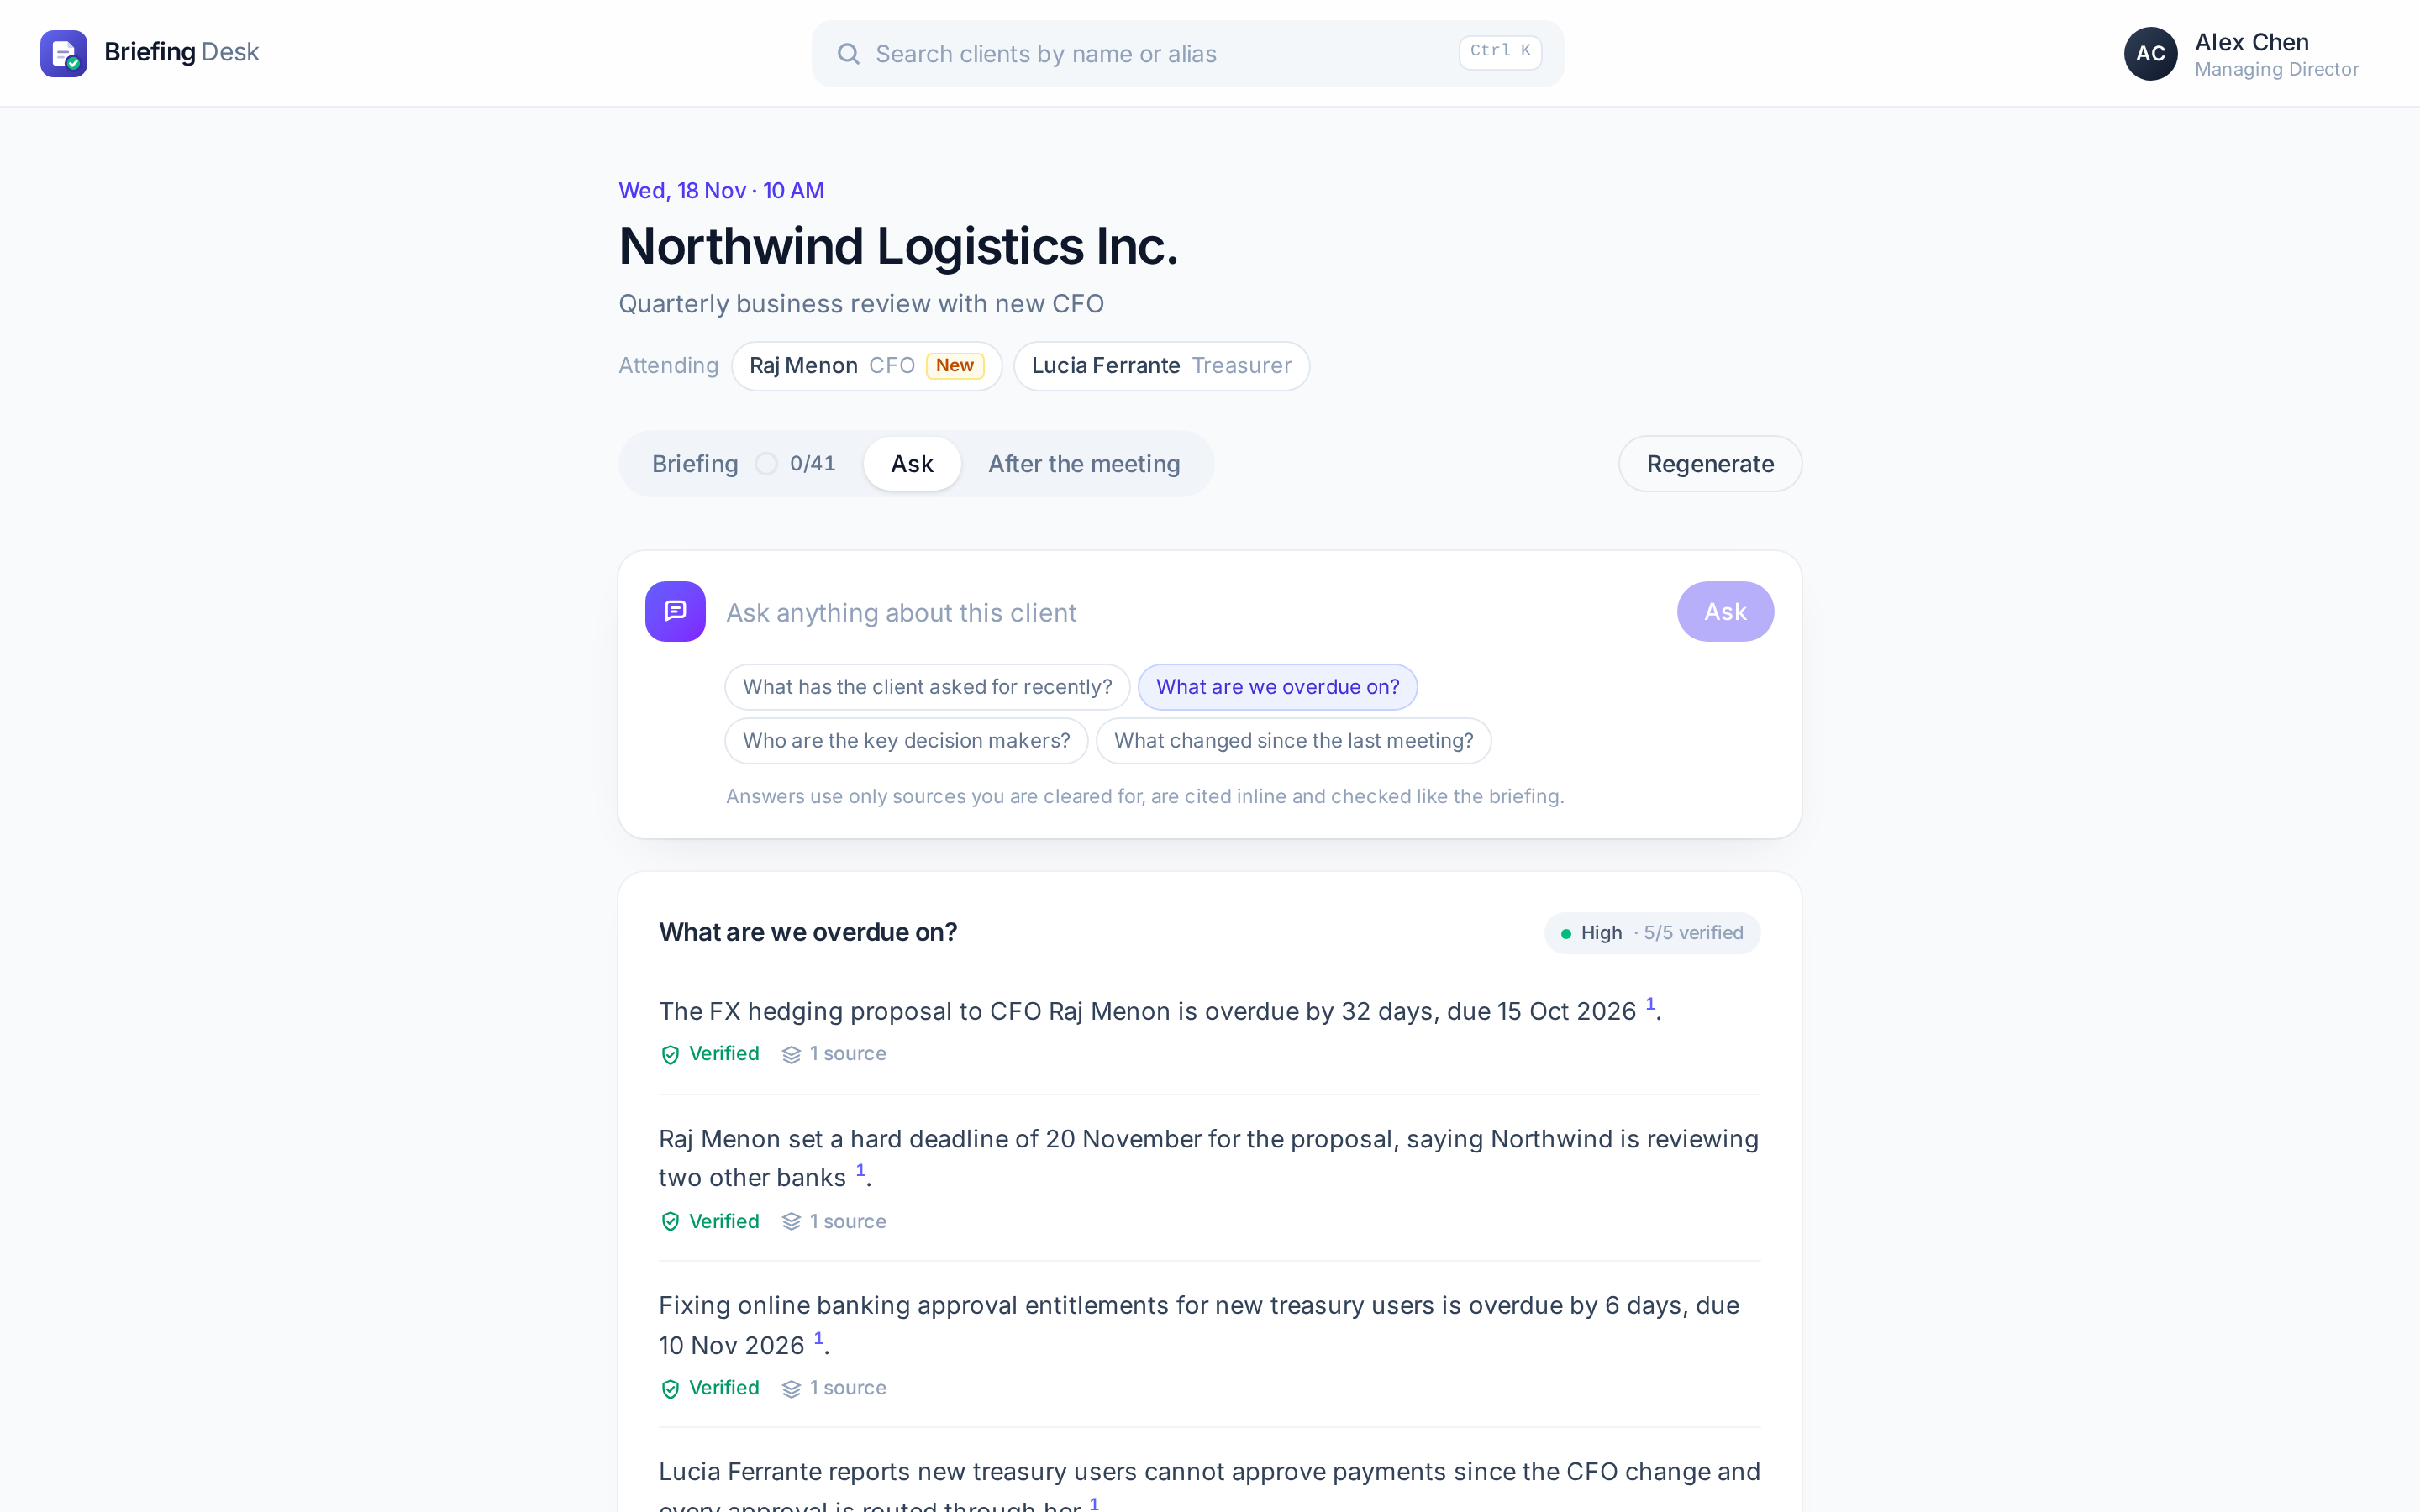 Briefing Desk
Search clients by name or alias
Ctrl K
AC
Alex Chen
Managing Director
Wed, 18 Nov · 10 AM
Northwind Logistics Inc.
Quarterly business review with new CFO
Attending Raj Menon CFO New Lucia Ferrante Treasurer
Briefing 0/41 Ask After the meeting Regenerate
Ask anything about this client Ask
What has the client asked for recently? What are we overdue on?
Who are the key decision makers? What changed since the last meeting?
Answers use only sources you are cleared for, are cited inline and checked like the briefing.
What are we overdue on? High · 5/5 verified
The FX hedging proposal to CFO Raj Menon is overdue by 32 days, due 15 Oct 2026 1.
Verified 1 source
Raj Menon set a hard deadline of 20 November for the proposal, saying Northwind is reviewing
two other banks 1.
Verified 1 source
Fixing online banking approval entitlements for new treasury users is overdue by 6 days, due
10 Nov 2026 1.
Verified 1 source
Lucia Ferrante reports new treasury users cannot approve payments since the CFO change and
every approval is routed through her 1